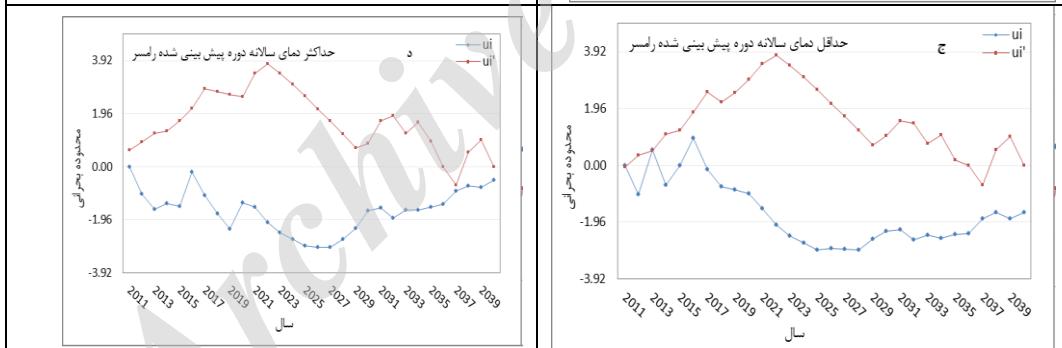 حداکثر دمای سالانه دوره پیش بینی شده رامسر
د
ui
ui'
محدوده بحرانی
3.92
1.96
0.00
-1.96
-3.92
2011 2013 2015 2017 2019 2021 2023 2025 2027 2029 2031 2033 2035 2037 2039
سال
حداقل دمای سالانه دوره پیش بینی شده رامسر
ج
ui
ui'
محدوده بحرانی
3.92
1.96
0.00
-1.96
-3.92
2011 2013 2015 2017 2019 2021 2023 2025 2027 2029 2031 2033 2035 2037 2039
سال
Archive